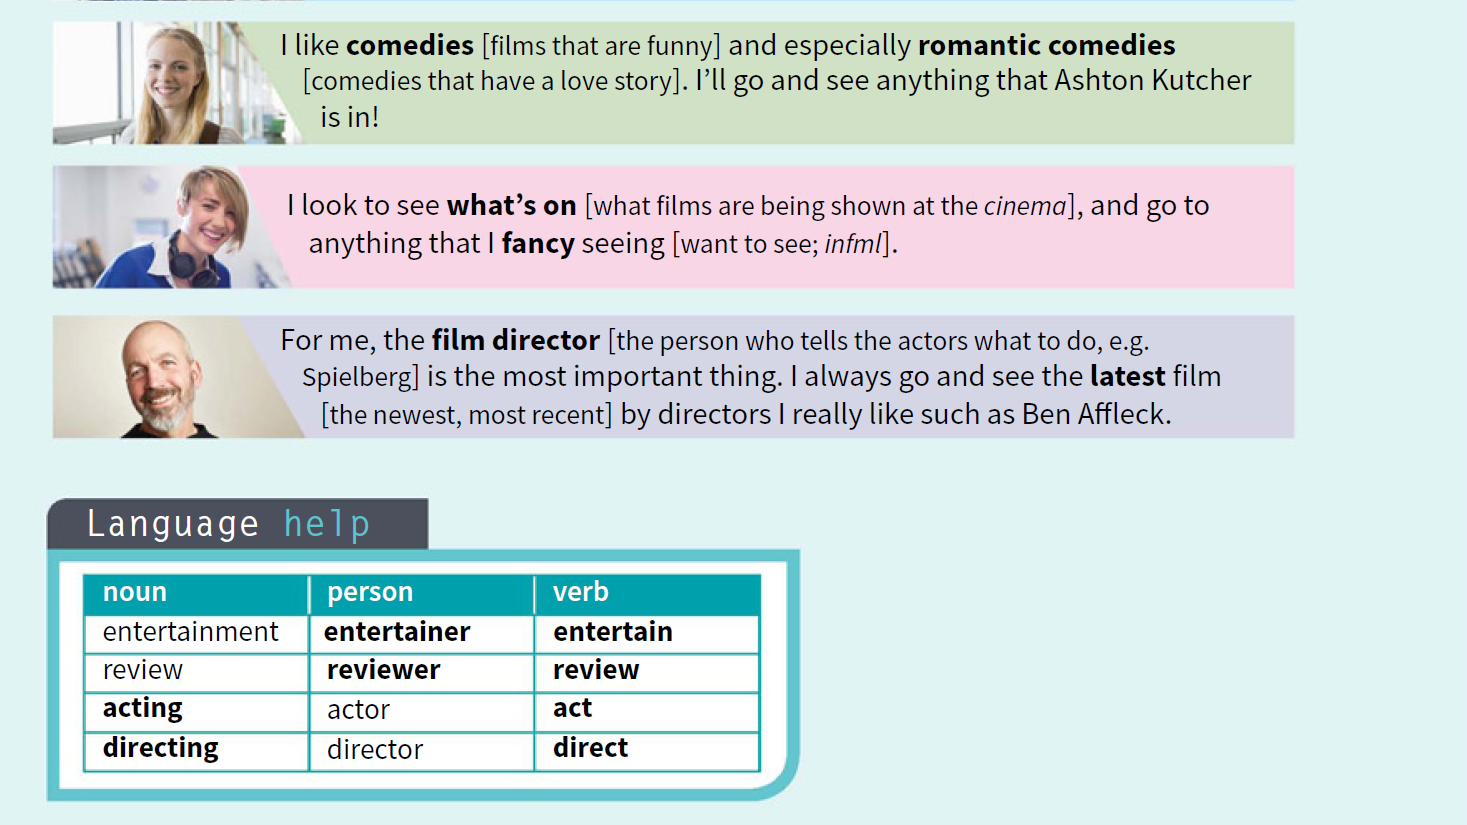 I like comedies [films that are funny] and especially romantic comedies
[comedies that have a love story]. I'll go and see anything that Ashton Kutcher
is in!
I look to see what's on [what films are being shown at the cinema], and go to
anything that I fancy seeing [want to see; infml].
For me, the film director [the person who tells the actors what to do, e.g.
Spielberg] is the most important thing. I always go and see the latest film
[the newest, most recent] by directors I really like such as Ben Affleck.
Language help
noun person verb
entertainment entertainer entertain
review reviewer review
acting actor act
directing director direct